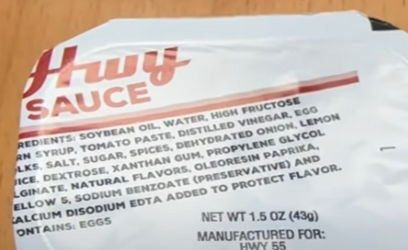 Hwy
SAUCE
REDIENTS: SOYBEAN OIL, WATER, HIGH FRUCTOSE
RN SYRUP, TOMATO PASTE, DISTILLED VINEGAR, EGG
LKS, SALT, SUGAR, SPICES, DEHYDRATED ONION, LEMON
ICE, DEXTROSE, XANTHAN GUM, PROPYLENE GLYCOL
LGINATE, NATURAL FLAVORS, OLEORESIN PAPRIKA,
ELLOW 5, SODIUM BENZOATE (PRESERVATIVE) AND
CALCIUM DISODIUM EDTA ADDED TO PROTECT FLAVOR.
ONTAINS: EGGS
NET WT 1.5 OZ (43g)
MANUFACTURED FOR:
HWY 55